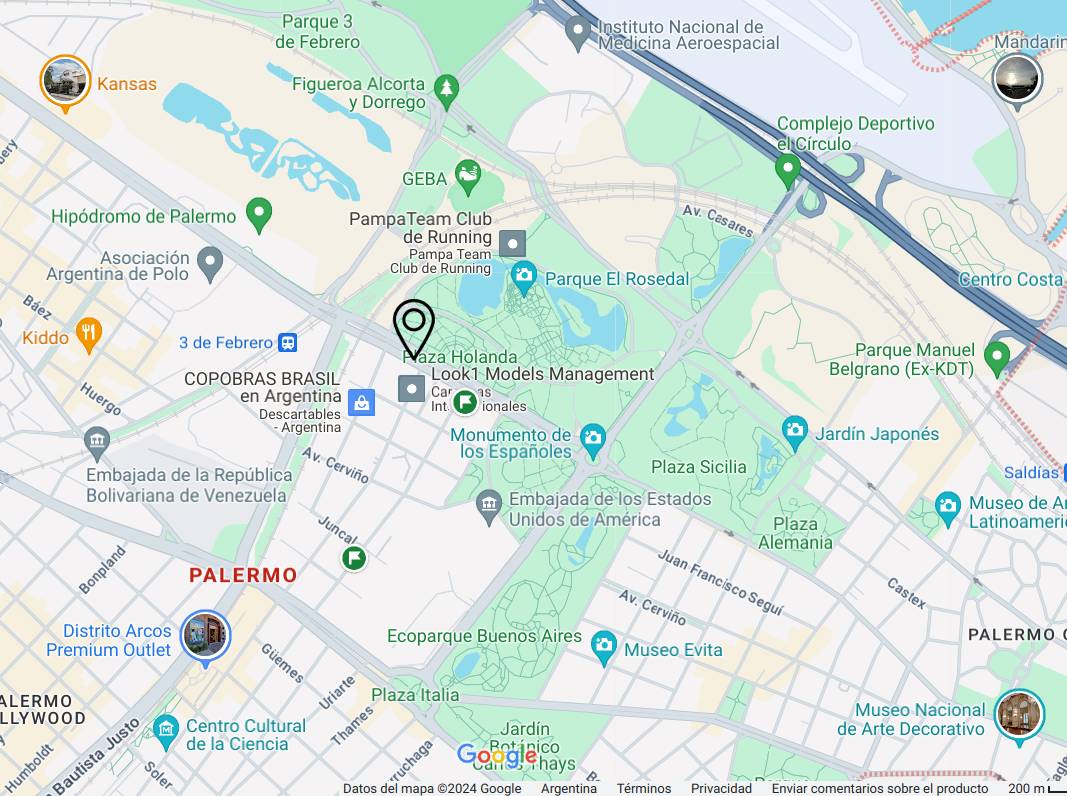 Parque 3
de Febrero
Instituto Nacional de
Medicina Aeroespacial
Mandarin
Kansas
Figueroa Alcorta
y Dorrego
Complejo Deportivo
el Círculo
GEBA
Hipódromo de Palermo
PampaTeam Club
de Running
Pampa Team
Club de Running
Av. Casares
Asociación
Argentina de Polo
Parque El Rosedal
Centro Costa
Báez
Kiddo
3 de Febrero
Plaza Holanda
Look1 Models Management
Parque Manuel
Belgrano (Ex-KDT)
COPOBRAS BRASIL
en Argentina
Descartables
- Argentina
Huergo
Monumento de
los Españoles
Jardín Japonés
Av. Cerviño
Plaza Sicilia
Saldías
Embajada de la República
Bolivariana de Venezuela
Embajada de los Estados
Unidos de América
Museo de Ar
Latinoameri
Juncal
Plaza
Alemania
Bonpland
PALERMO
Juan Francisco Seguí
Castex
Av. Cerviño
Distrito Arcos
Premium Outlet
Ecoparque Buenos Aires
Museo Evita
PALERMO C
Güemes
Uriarte
Plaza Italia
ALERMO
LLYWOOD
Thames
Museo Nacional
de Arte Decorativo
Centro Cultural
de la Ciencia
Bautista Justo
Humboldt
Soler
rruchaga
Jardín
Botánico
Carlos Thays
Google
Datos del mapa ©2024 Google
Argentina
Términos
Privacidad
Enviar comentarios sobre el producto
200 m